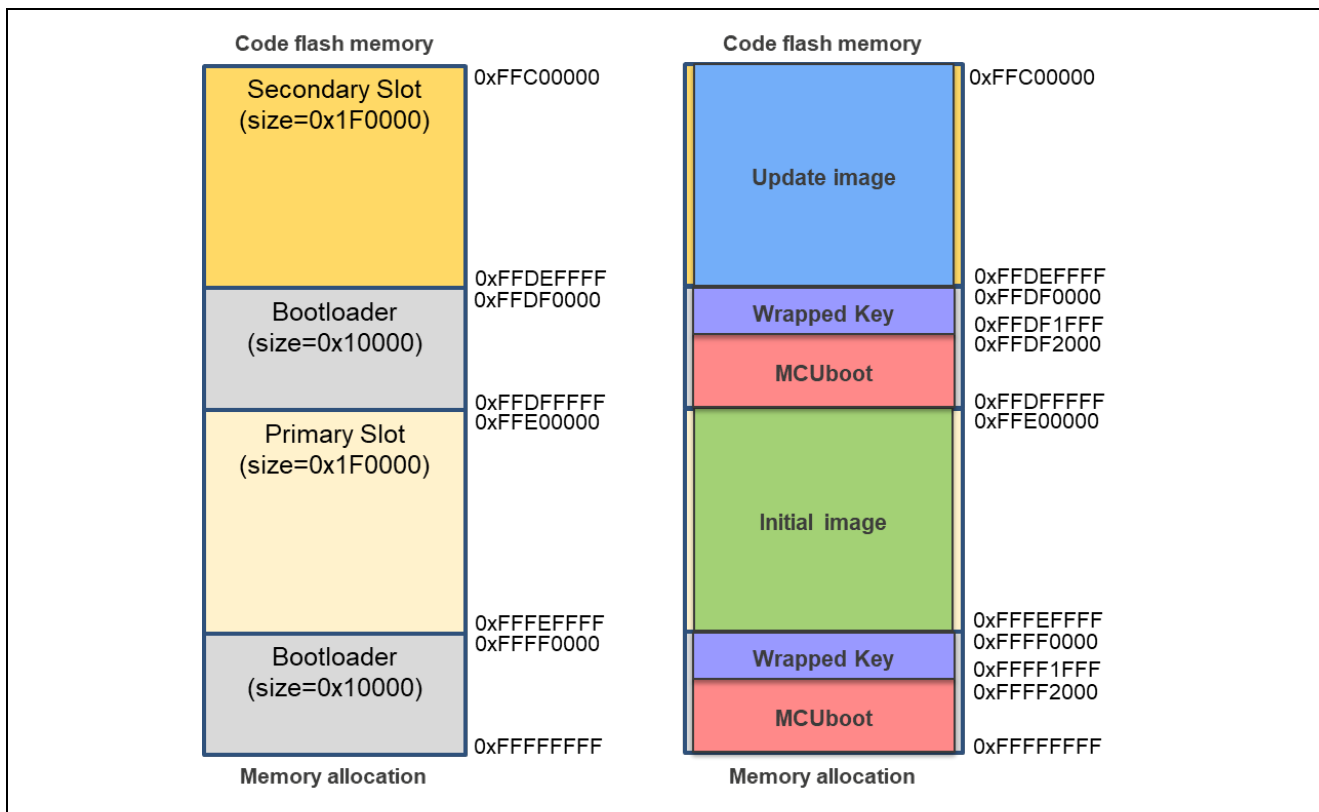 Code flash memory
Secondary Slot
(size=0x1F0000)
0xFFC00000
0xFFDEFFFF
0xFFDF0000
Bootloader
(size=0x10000)
0xFFDFFFFF
0xFFE00000
Primary Slot
(size=0x1F0000)
0xFFFEFFFF
0xFFFF0000
Bootloader
(size=0x10000)
0xFFFFFFFF
Memory allocation
Code flash memory
0xFFC00000
Update image
0xFFDEFFFF
0xFFDF0000
Wrapped Key
0xFFDF1FFF
0xFFDF2000
MCUboot
0xFFDFFFFF
0xFFE00000
Initial image
0xFFFEFFFF
0xFFFF0000
Wrapped Key
0xFFFF1FFF
0xFFFF2000
MCUboot
0xFFFFFFFF
Memory allocation